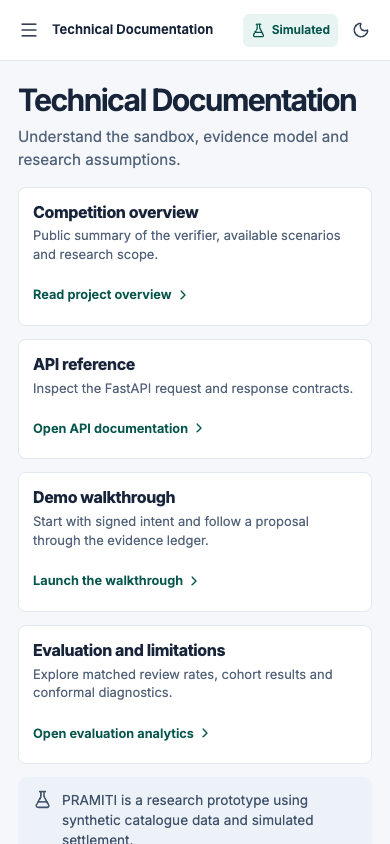 Technical Documentation
Simulated
Technical Documentation
Understand the sandbox, evidence model and
research assumptions.
Competition overview
Public summary of the verifier, available scenarios
and research scope.
Read project overview
API reference
Inspect the FastAPI request and response contracts.
Open API documentation
Demo walkthrough
Start with signed intent and follow a proposal
through the evidence ledger.
Launch the walkthrough
Evaluation and limitations
Explore matched review rates, cohort results and
conformal diagnostics.
Open evaluation analytics
PRAMITI is a research prototype using
synthetic catalogue data and simulated
settlement.